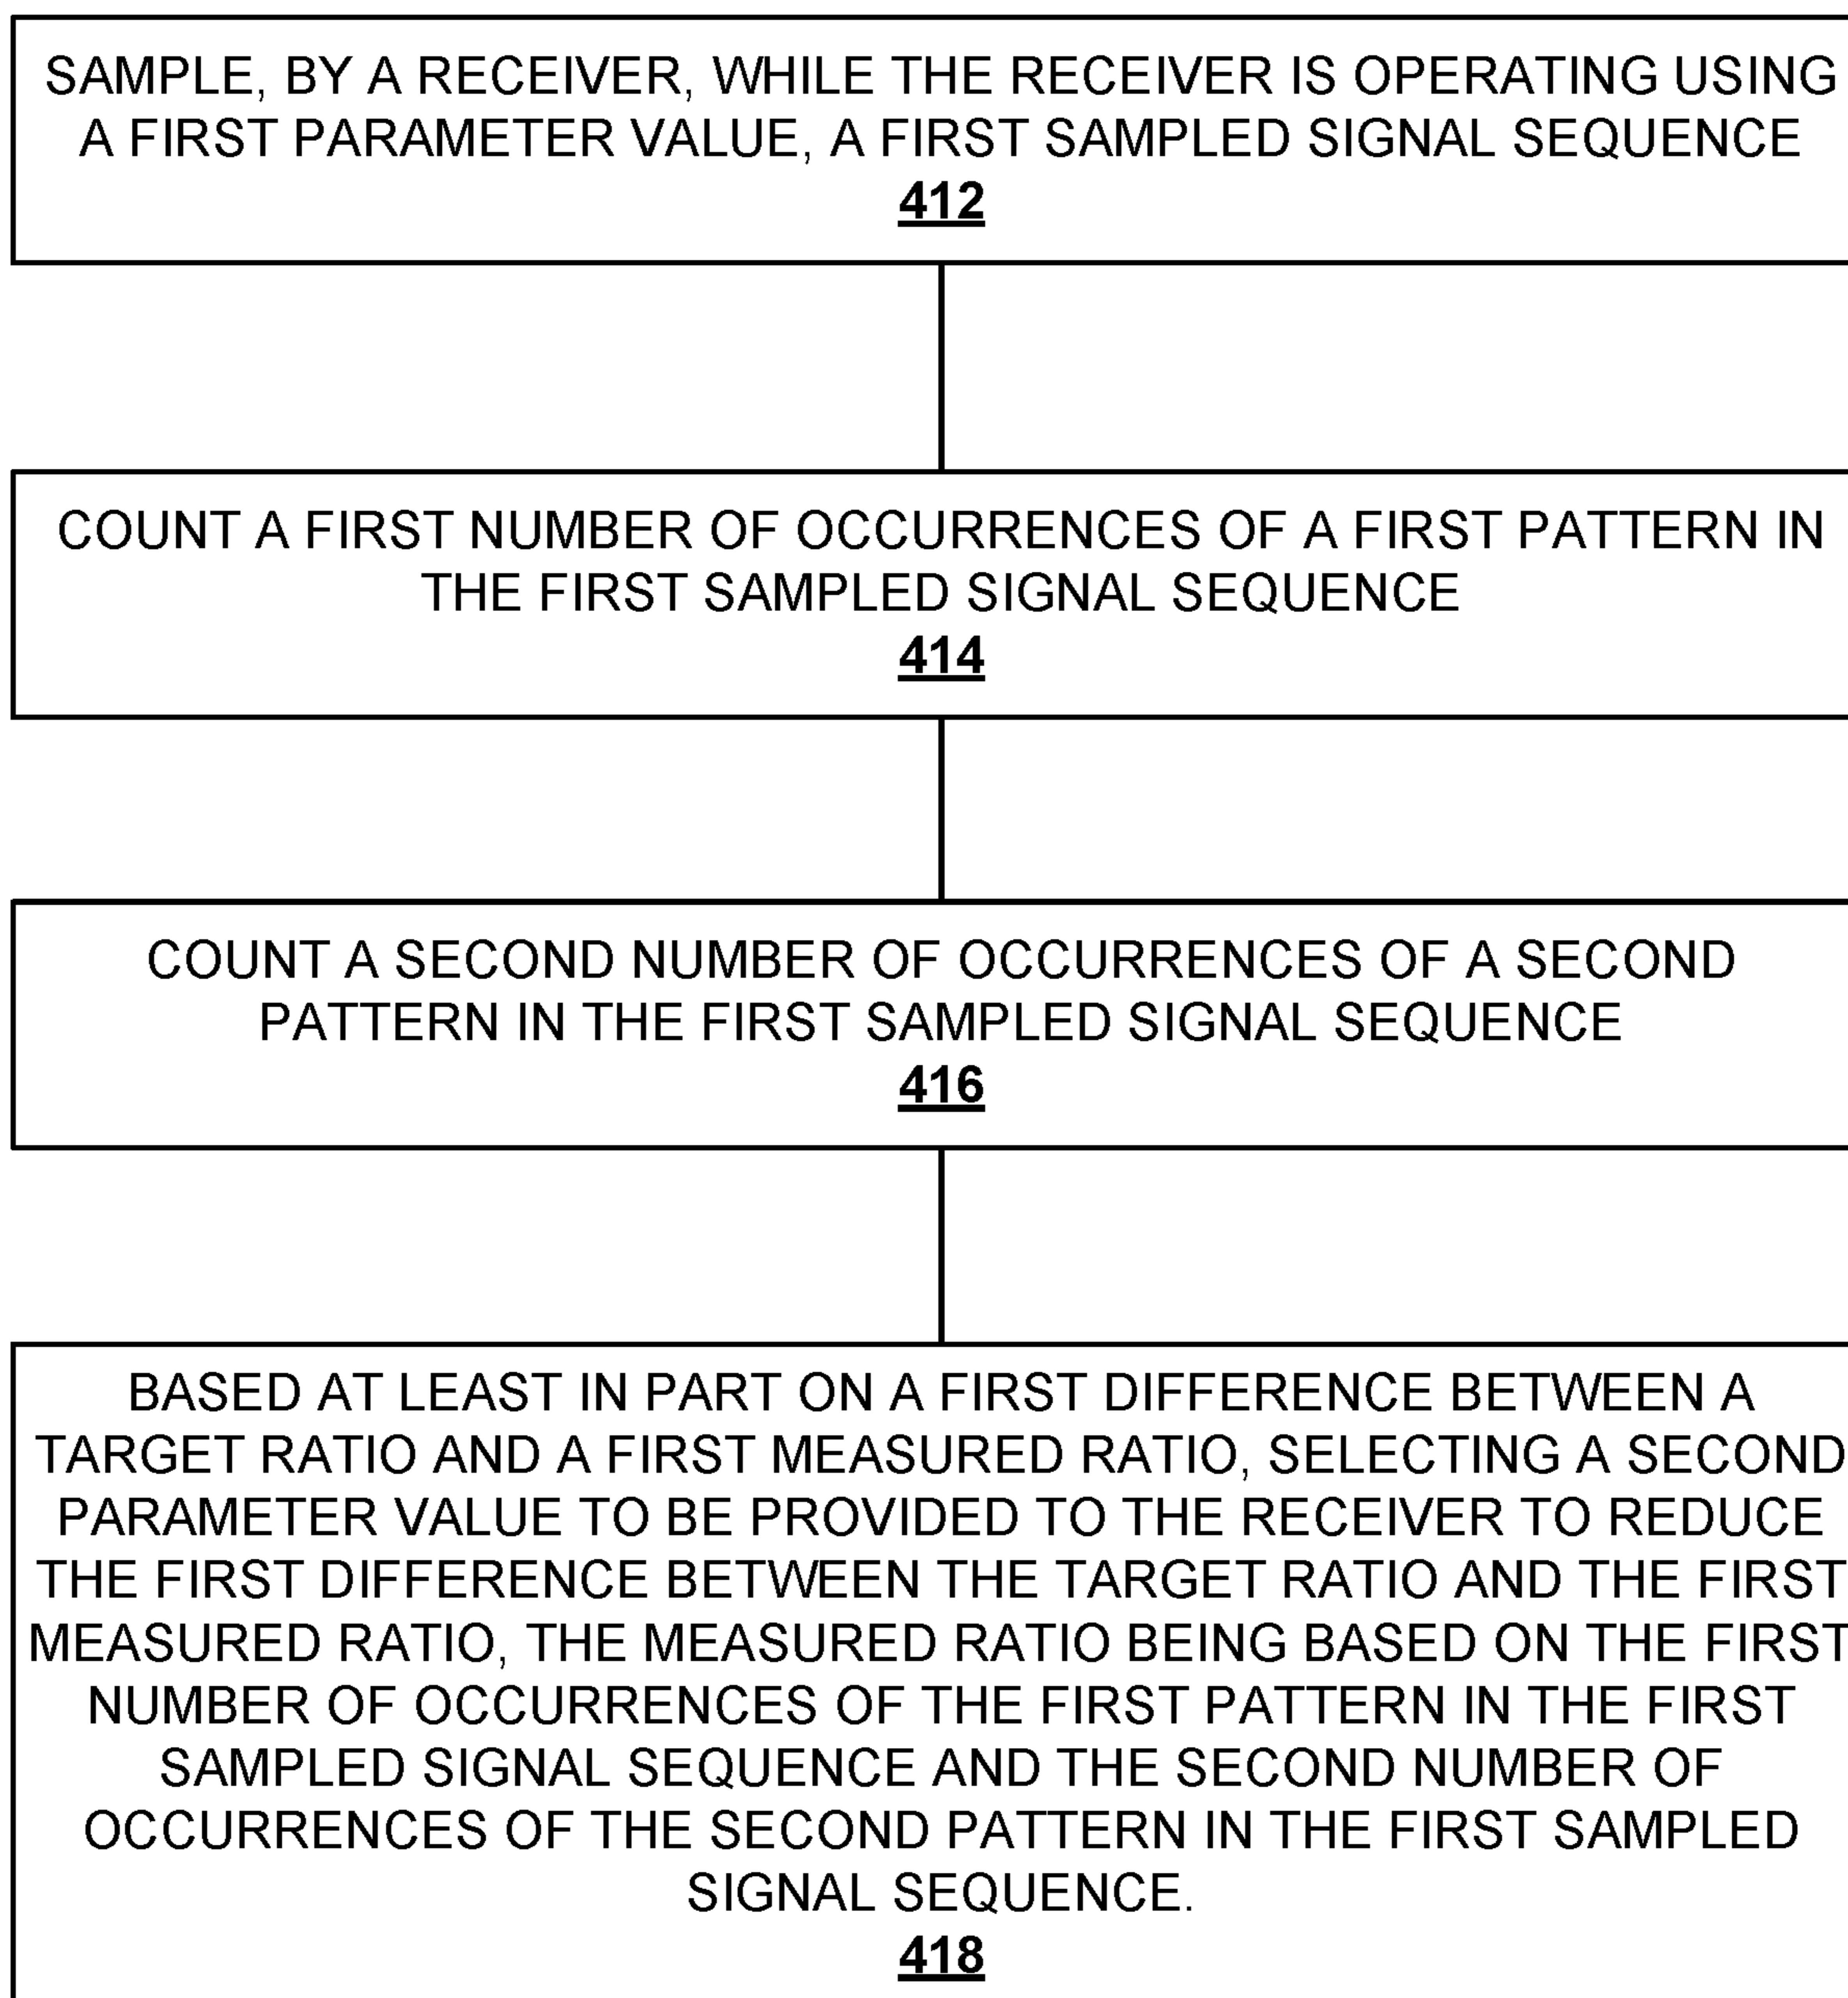 SAMPLE, BY A RECEIVER, WHILE THE RECEIVER IS OPERATING USING
A FIRST PARAMETER VALUE, A FIRST SAMPLED SIGNAL SEQUENCE
412
COUNT A FIRST NUMBER OF OCCURRENCES OF A FIRST PATTERN IN
THE FIRST SAMPLED SIGNAL SEQUENCE
414
COUNT A SECOND NUMBER OF OCCURRENCES OF A SECOND
PATTERN IN THE FIRST SAMPLED SIGNAL SEQUENCE
416
BASED AT LEAST IN PART ON A FIRST DIFFERENCE BETWEEN A
TARGET RATIO AND A FIRST MEASURED RATIO, SELECTING A SECOND
PARAMETER VALUE TO BE PROVIDED TO THE RECEIVER TO REDUCE
THE FIRST DIFFERENCE BETWEEN THE TARGET RATIO AND THE FIRST
MEASURED RATIO, THE MEASURED RATIO BEING BASED ON THE FIRST
NUMBER OF OCCURRENCES OF THE FIRST PATTERN IN THE FIRST
SAMPLED SIGNAL SEQUENCE AND THE SECOND NUMBER OF
OCCURRENCES OF THE SECOND PATTERN IN THE FIRST SAMPLED
SIGNAL SEQUENCE.
418